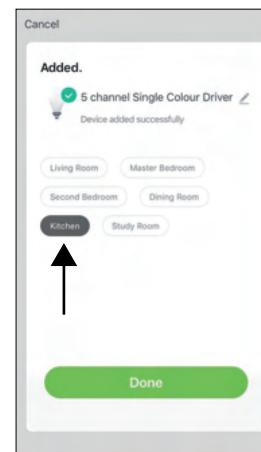 Cancel
Added.
5 channel Single Colour Driver
Device added successfully
Living Room
Master Bedroom
Second Bedroom
Dining Room
Kitchen
Study Room
Done